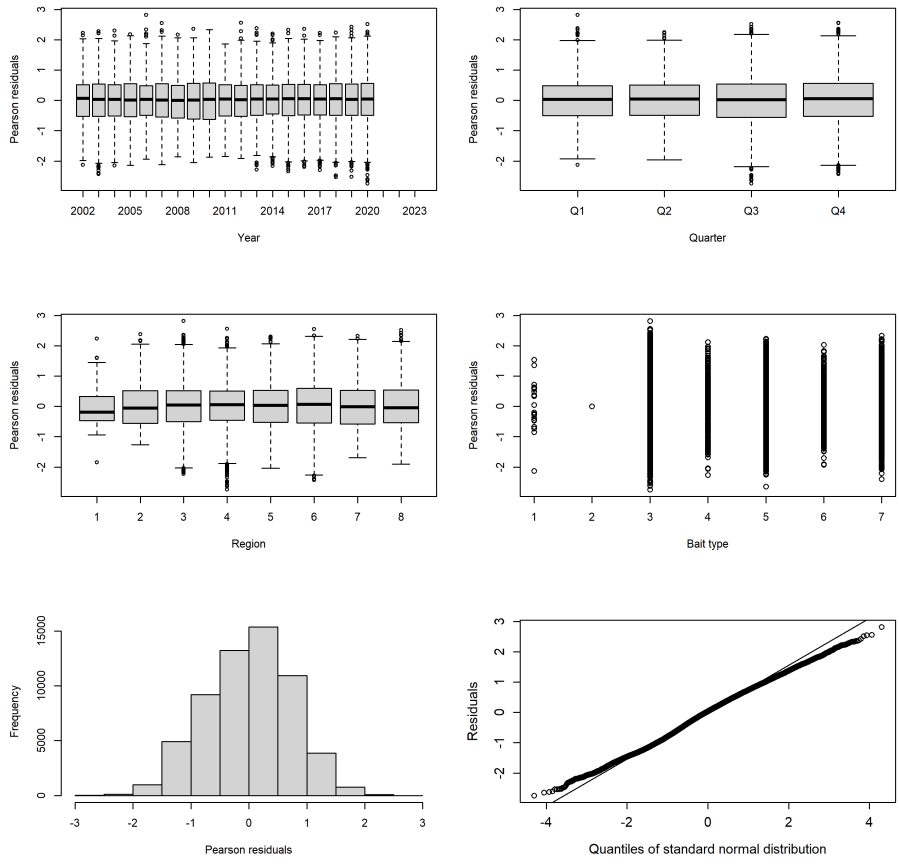 3
2
1
0
-1
-2
Pearson residuals
2002 2005 2008 2011 2014 2017 2020 2023
Year
3
2
1
0
-1
-2
Pearson residuals
Q1 Q2 Q3 Q4
Quarter
3
2
1
0
-1
-2
Pearson residuals
1 2 3 4 5 6 7 8
Region
3
2
1
0
-1
-2
Pearson residuals
1 2 3 4 5 6 7
Bait type
15000
10000
5000
0
Frequency
-3 -2 -1 0 1 2 3
Pearson residuals
3
2
1
0
-1
-2
Residuals
-4 -2 0 2 4
Quantiles of standard normal distribution